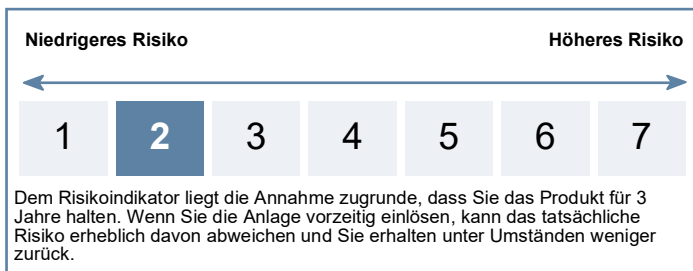 Niedrigeres Risiko Höheres Risiko
1 2 3 4 5 6 7
Dem Risikoindikator liegt die Annahme zugrunde, dass Sie das Produkt für 3
Jahre halten. Wenn Sie die Anlage vorzeitig einlösen, kann das tatsächliche
Risiko erheblich davon abweichen und Sie erhalten unter Umständen weniger
zurück.